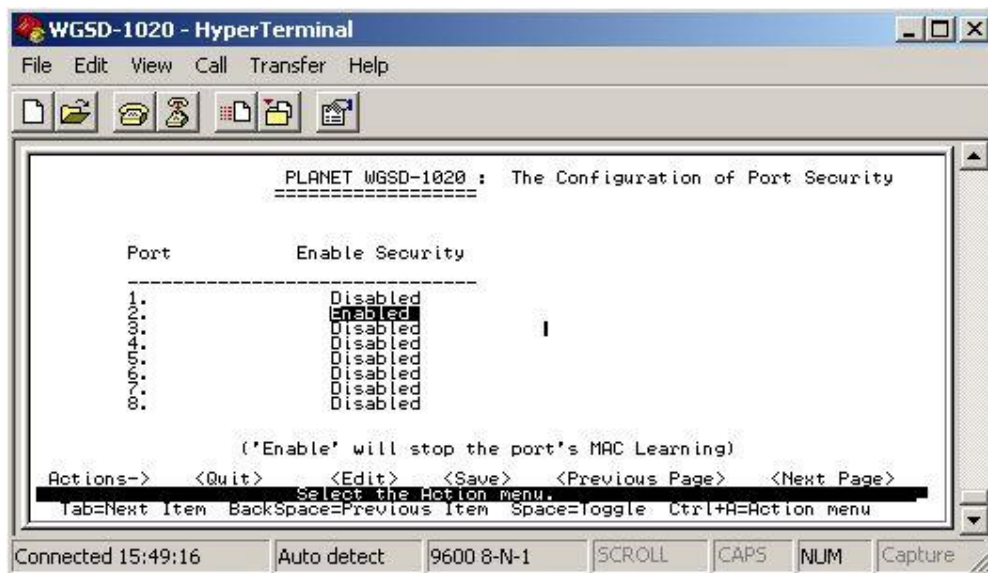 WGSD-1020 - HyperTerminal
File Edit View Call Transfer Help
PLANET WGSD-1020 : The Configuration of Port Security
===================
Port Enable Security
-------------------------------
1. Disabled
2. Enabled
3. Disabled
4. Disabled
5. Disabled
6. Disabled
7. Disabled
8. Disabled
('Enable' will stop the port's MAC Learning)
Actions-> <Quit> <Edit> <Save> <Previous Page> <Next Page>
Select the Action menu.
Tab=Next Item BackSpace=Previous Item Space=Toggle Ctrl+A=Action menu
Connected 15:49:16 Auto detect 9600 8-N-1 SCROLL CAPS NUM Capture